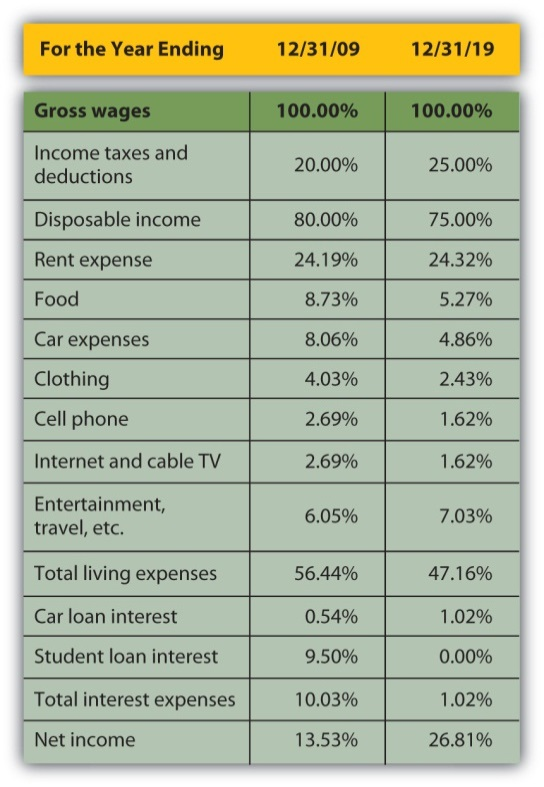 For the Year Ending 12/31/09 12/31/19
Gross wages 100.00% 100.00%
Income taxes and
deductions 20.00% 25.00%
Disposable income 80.00% 75.00%
Rent expense 24.19% 24.32%
Food 8.73% 5.27%
Car expenses 8.06% 4.86%
Clothing 4.03% 2.43%
Cell phone 2.69% 1.62%
Internet and cable TV 2.69% 1.62%
Entertainment,
travel, etc. 6.05% 7.03%
Total living expenses 56.44% 47.16%
Car loan interest 0.54% 1.02%
Student loan interest 9.50% 0.00%
Total interest expenses 10.03% 1.02%
Net income 13.53% 26.81%